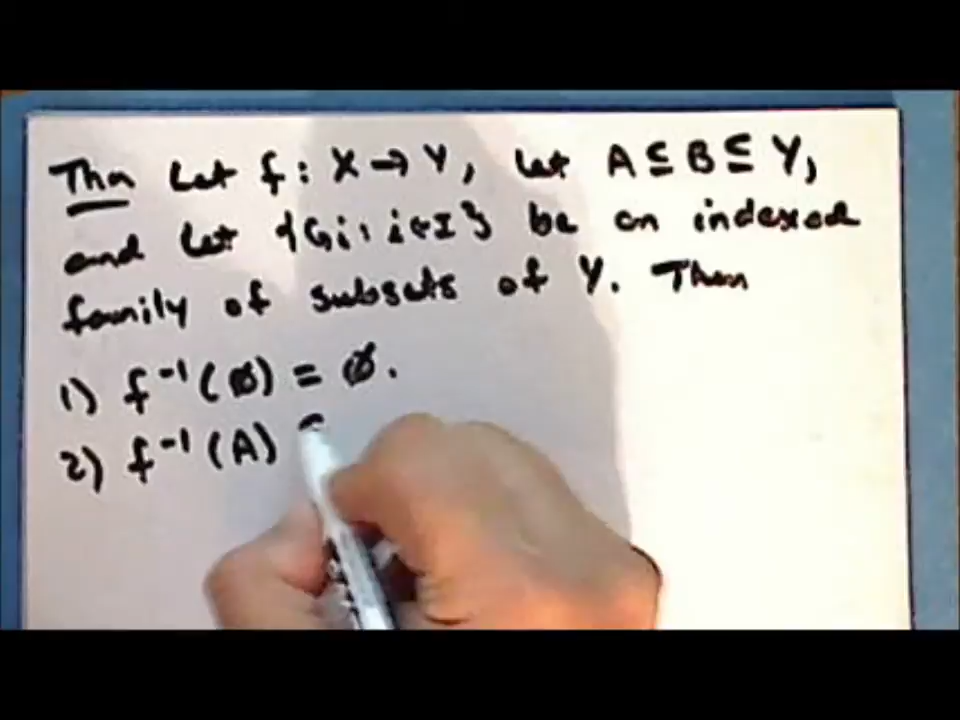 Thm Let f : X → Y, let A ⊆ B ⊆ Y,
and let {Gi : i ∈ I} be an indexed
family of subsets of Y. Then
1) f⁻¹(∅) = ∅.
2) f⁻¹(A)